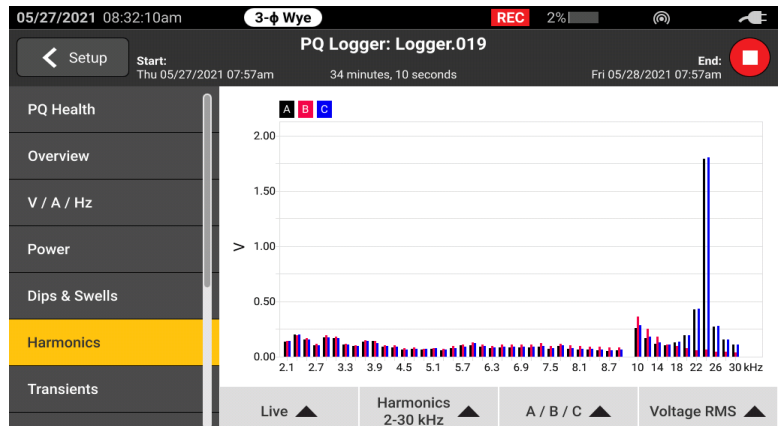 05/27/2021 08:32:10am 3-ϕ Wye REC 2%
Setup
PQ Logger: Logger.019
Start:
Thu 05/27/2021 07:57am
34 minutes, 10 seconds
End:
Fri 05/28/2021 07:57am
PQ Health
Overview
V / A / Hz
Power
Dips & Swells
Harmonics
Transients
A B C
2.00
1.50
1.00
0.50
0.00
V
2.1 2.7 3.3 3.9 4.5 5.1 5.7 6.3 6.9 7.5 8.1 8.7 10 14 18 22 26 30 kHz
Live
Harmonics
2-30 kHz
A / B / C
Voltage RMS